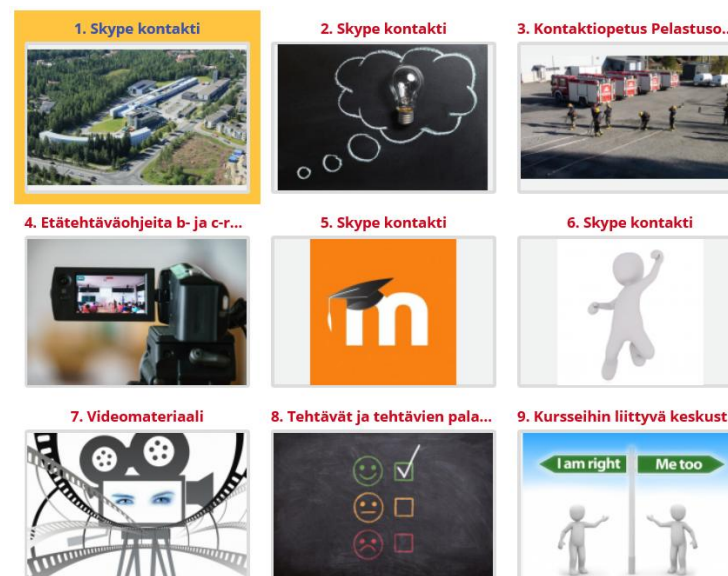 1. Skype kontakti
2. Skype kontakti
3. Kontaktiopetus Pelastuso...
4. Etätehtäväohjeita b- ja c-r...
5. Skype kontakti
6. Skype kontakti
m
7. Videomateriaali
8. Tehtävät ja tehtävien pala...
9. Kursseihin liittyvä keskust
I am right
Me too